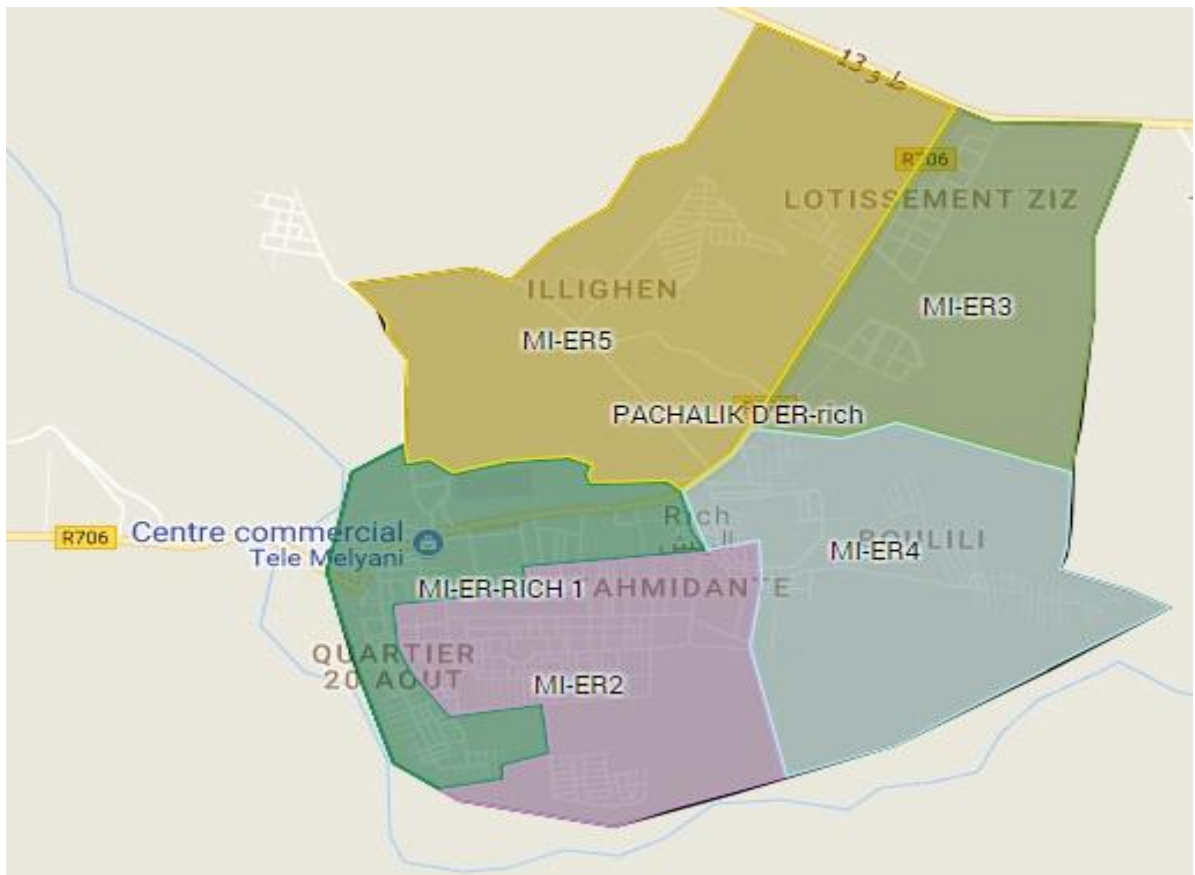 13 ط
LOTISSEMENT ZIZ
ILLIGHEN
MI-ER3
MI-ER5
PACHALIK D'ER-rich
R706
Centre commercial
Tele Melyani
Rich
MI-ER4
MI-ER-RICH 1
QUARTIER
20 AOUT
MI-ER2